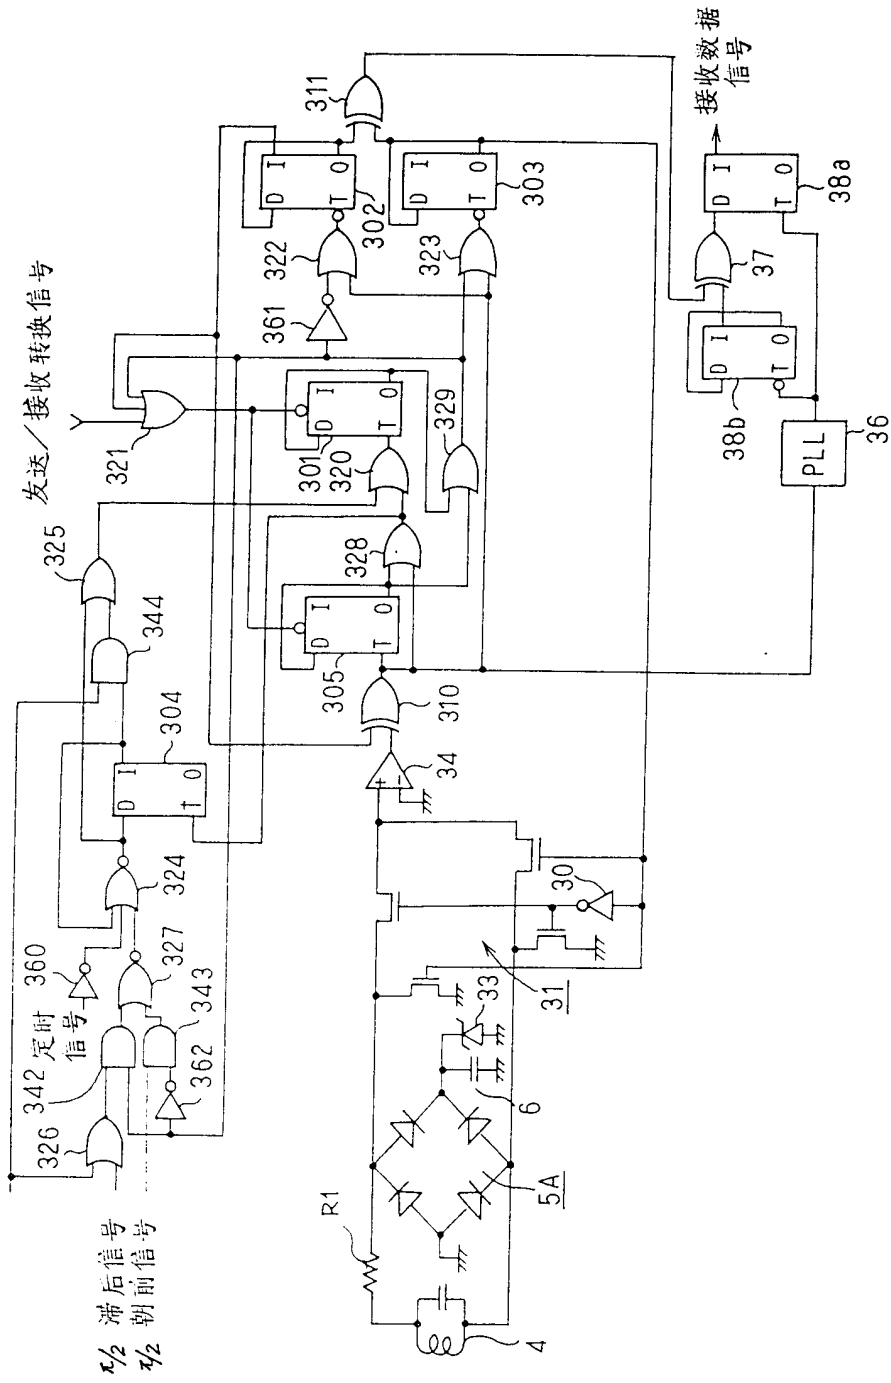 π/2 滞后信号
π/2 朝前信号
326
342
定时
信号
360
327
343
362
324
304
D I
T O
344
325
发送／接收转换信号
321
R1
4
5A
6
33
31
30
34
310
305
D I
T O
328
301
D I
T O
320
329
361
322
302
D I
T O
323
303
D I
T O
311
PLL
36
38b
D I
T O
37
38a
D I
T O
接收数据
信号